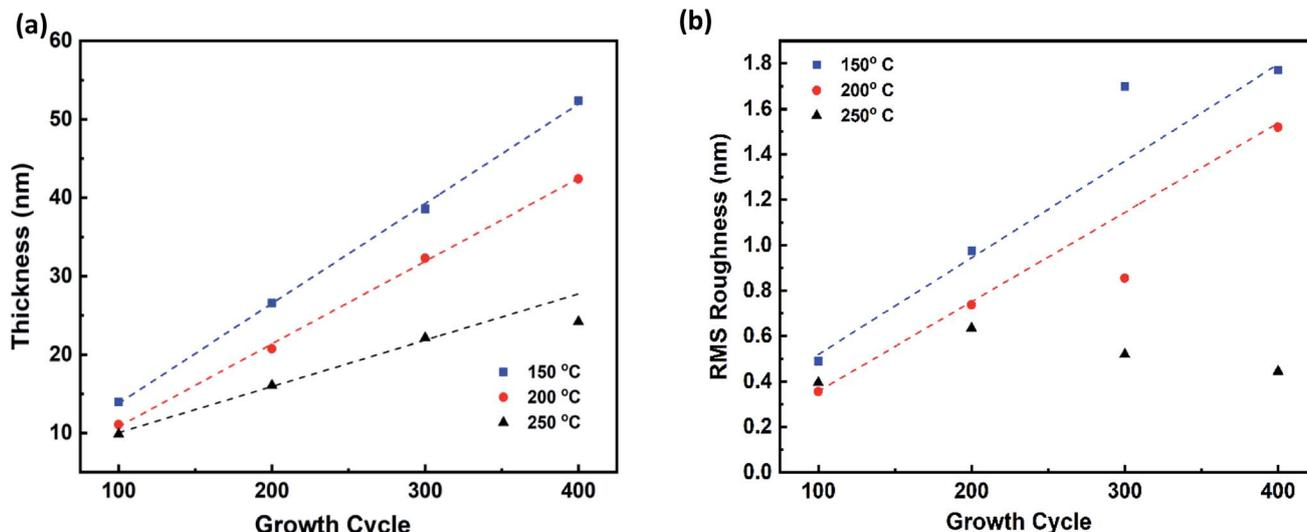 (a)
60
50
40
30
20
10
100 200 300 400
Thickness (nm)
Growth Cycle
150 °C
200 °C
250 °C
(b)
1.8
1.6
1.4
1.2
1.0
0.8
0.6
0.4
0.2
0.0
100 200 300 400
RMS Roughness (nm)
Growth Cycle
150° C
200° C
250° C